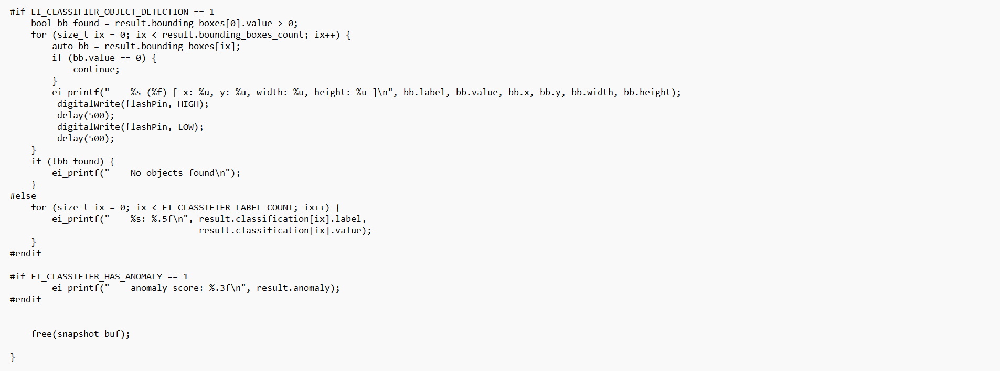 #if EI_CLASSIFIER_OBJECT_DETECTION == 1
    bool bb_found = result.bounding_boxes[0].value > 0;
    for (size_t ix = 0; ix < result.bounding_boxes_count; ix++) {
        auto bb = result.bounding_boxes[ix];
        if (bb.value == 0) {
            continue;
        }
        ei_printf("    %s (%f) [ x: %u, y: %u, width: %u, height: %u ]\n", bb.label, bb.value, bb.x, bb.y, bb.width, bb.height);
         digitalWrite(flashPin, HIGH);
         delay(500);
         digitalWrite(flashPin, LOW);
         delay(500);
    }
    if (!bb_found) {
        ei_printf("    No objects found\n");
    }
#else
    for (size_t ix = 0; ix < EI_CLASSIFIER_LABEL_COUNT; ix++) {
        ei_printf("    %s: %.5f\n", result.classification[ix].label,
                                    result.classification[ix].value);
    }
#endif

#if EI_CLASSIFIER_HAS_ANOMALY == 1
        ei_printf("    anomaly score: %.3f\n", result.anomaly);
#endif


    free(snapshot_buf);

}